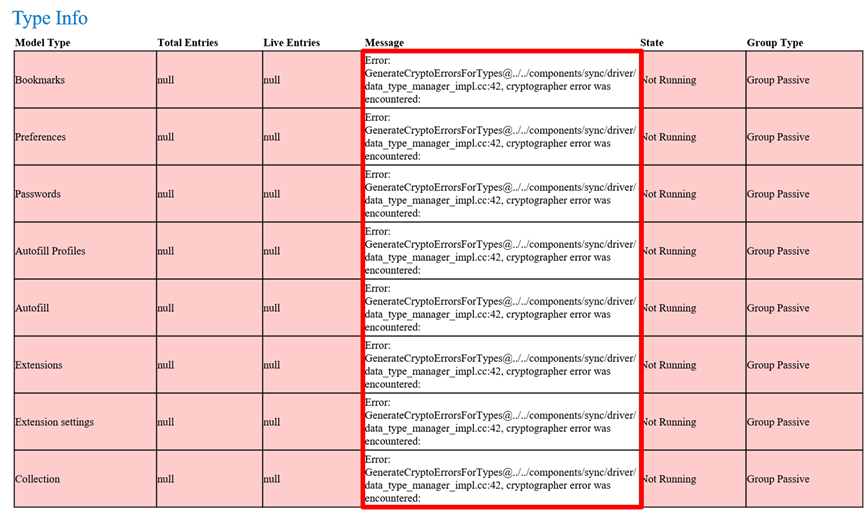 Type Info
Model Type Total Entries Live Entries Message State Group Type
Bookmarks null null Error:
GenerateCryptoErrorsForTypes@../../components/sync/driver/
data_type_manager_impl.cc:42, cryptographer error was
encountered: Not Running Group Passive
Preferences null null Error:
GenerateCryptoErrorsForTypes@../../components/sync/driver/
data_type_manager_impl.cc:42, cryptographer error was
encountered: Not Running Group Passive
Passwords null null Error:
GenerateCryptoErrorsForTypes@../../components/sync/driver/
data_type_manager_impl.cc:42, cryptographer error was
encountered: Not Running Group Passive
Autofill Profiles null null Error:
GenerateCryptoErrorsForTypes@../../components/sync/driver/
data_type_manager_impl.cc:42, cryptographer error was
encountered: Not Running Group Passive
Autofill null null Error:
GenerateCryptoErrorsForTypes@../../components/sync/driver/
data_type_manager_impl.cc:42, cryptographer error was
encountered: Not Running Group Passive
Extensions null null Error:
GenerateCryptoErrorsForTypes@../../components/sync/driver/
data_type_manager_impl.cc:42, cryptographer error was
encountered: Not Running Group Passive
Extension settings null null Error:
GenerateCryptoErrorsForTypes@../../components/sync/driver/
data_type_manager_impl.cc:42, cryptographer error was
encountered: Not Running Group Passive
Collection null null Error:
GenerateCryptoErrorsForTypes@../../components/sync/driver/
data_type_manager_impl.cc:42, cryptographer error was
encountered: Not Running Group Passive